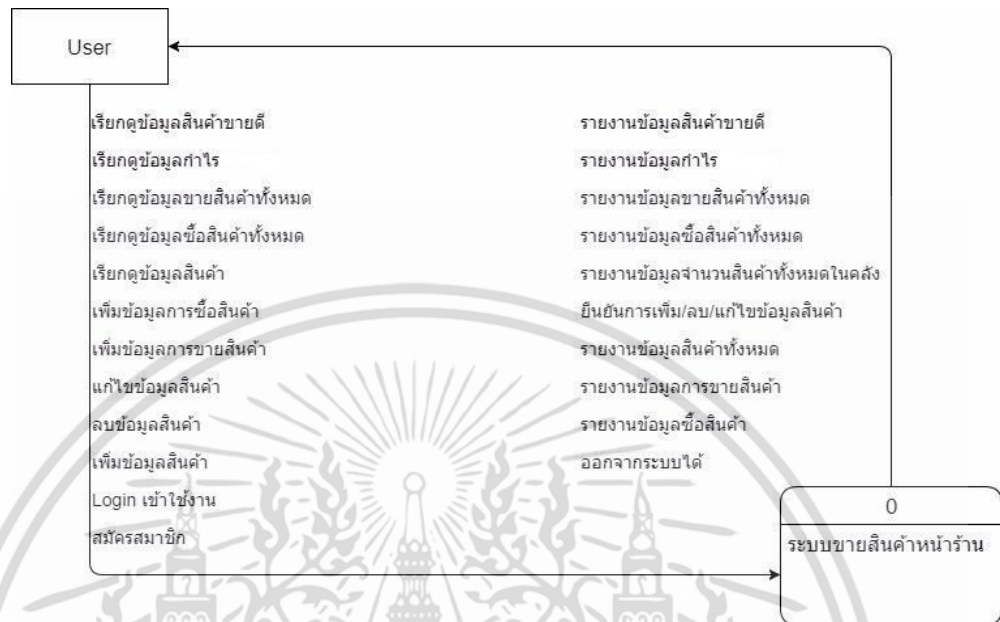 User
เรียกดูข้อมูลสินค้าขายดี
เรียกดูข้อมูลกำไร
เรียกดูข้อมูลขายสินค้าทั้งหมด
เรียกดูข้อมูลซื้อสินค้าทั้งหมด
เรียกดูข้อมูลสินค้า
เพิ่มข้อมูลการซื้อสินค้า
เพิ่มข้อมูลการขายสินค้า
แก้ไขข้อมูลสินค้า
ลบข้อมูลสินค้า
เพิ่มข้อมูลสินค้า
Login เข้าใช้งาน
สมัครสมาชิก
รายงานข้อมูลสินค้าขายดี
รายงานข้อมูลกำไร
รายงานข้อมูลขายสินค้าทั้งหมด
รายงานข้อมูลซื้อสินค้าทั้งหมด
รายงานข้อมูลจำนวนสินค้าทั้งหมดในคลัง
ยืนยันการเพิ่ม/ลบ/แก้ไขข้อมูลสินค้า
รายงานข้อมูลสินค้าทั้งหมด
รายงานข้อมูลการขายสินค้า
รายงานข้อมูลซื้อสินค้า
ออกจากระบบได้
0
ระบบขายสินค้าหน้าร้าน